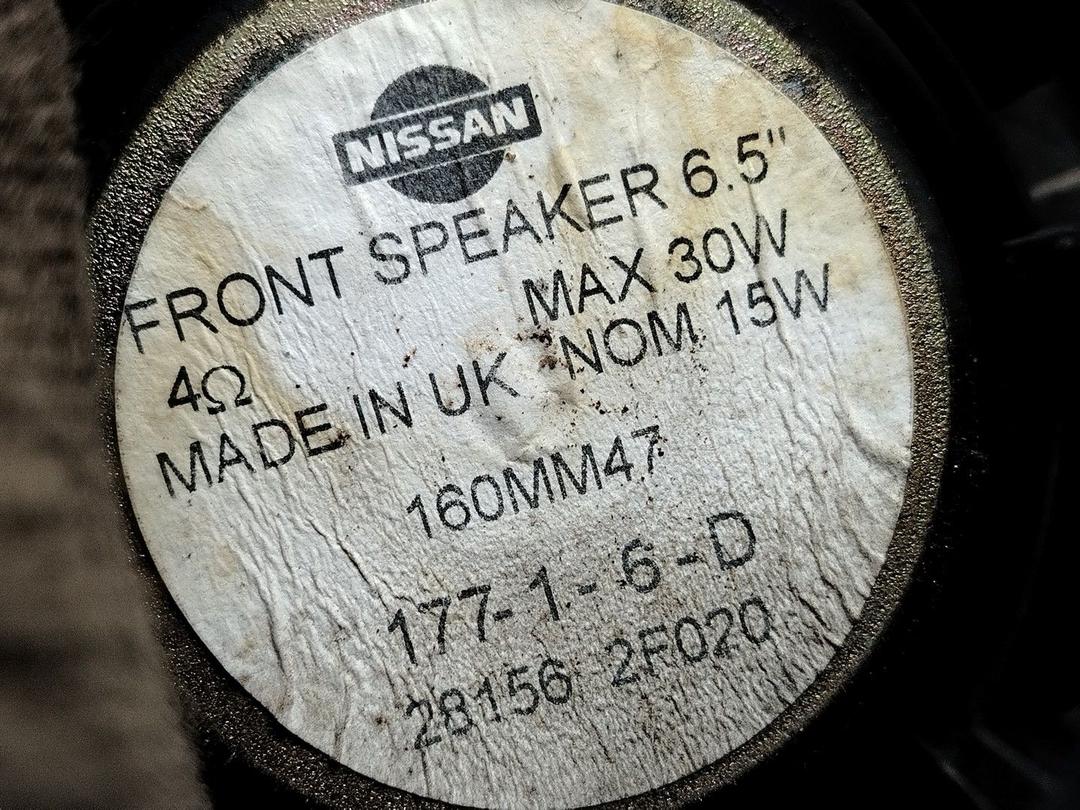 NISSAN
FRONT SPEAKER 6.5"
MAX 30W
4Ω NOM 15W
MADE IN UK
160MM47
177-1-6-D
28156 2F020